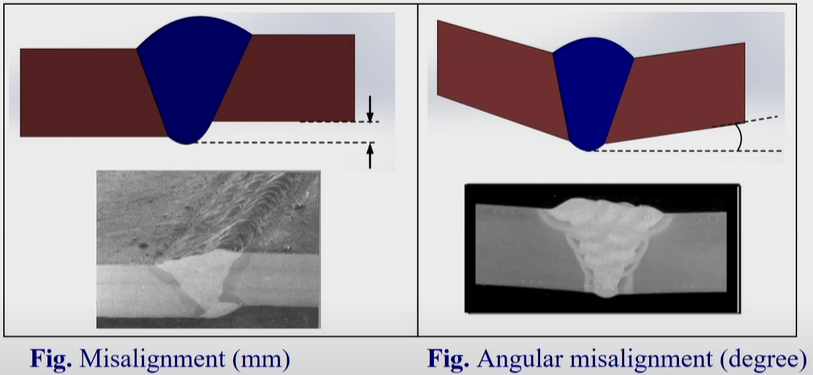 Fig. Misalignment (mm)
Fig. Angular misalignment (degree)